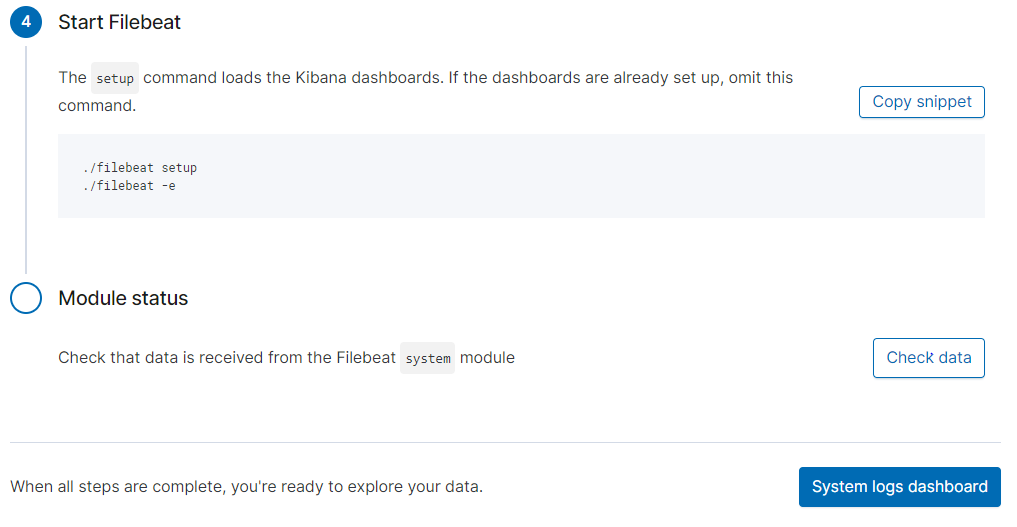 4 Start Filebeat
The setup command loads the Kibana dashboards. If the dashboards are already set up, omit this
command.
Copy snippet
./filebeat setup
./filebeat -e
Module status
Check that data is received from the Filebeat system module
Check data
When all steps are complete, you're ready to explore your data.
System logs dashboard